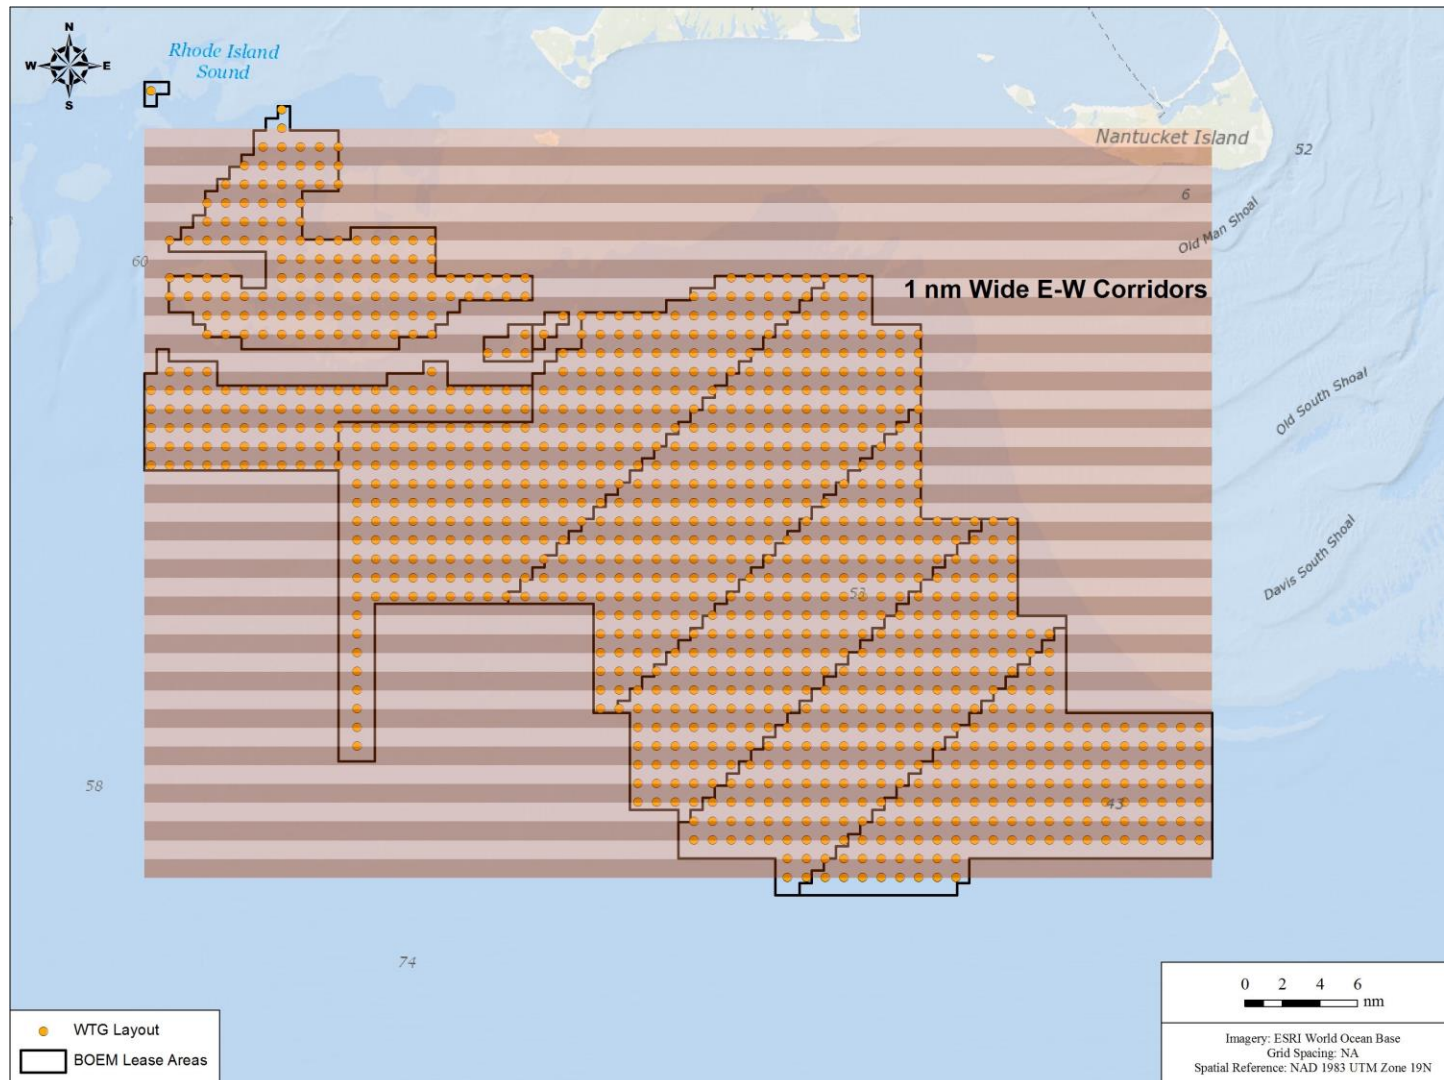 N
W E
S
Rhode Island
Sound
Nantucket Island
52
6
Old Man Shoal
60
1 nm Wide E-W Corridors
Old South Shoal
Davis South Shoal
53
58
43
74
WTG Layout
BOEM Lease Areas
0 2 4 6
nm
Imagery: ESRI World Ocean Base
Grid Spacing: NA
Spatial Reference: NAD 1983 UTM Zone 19N